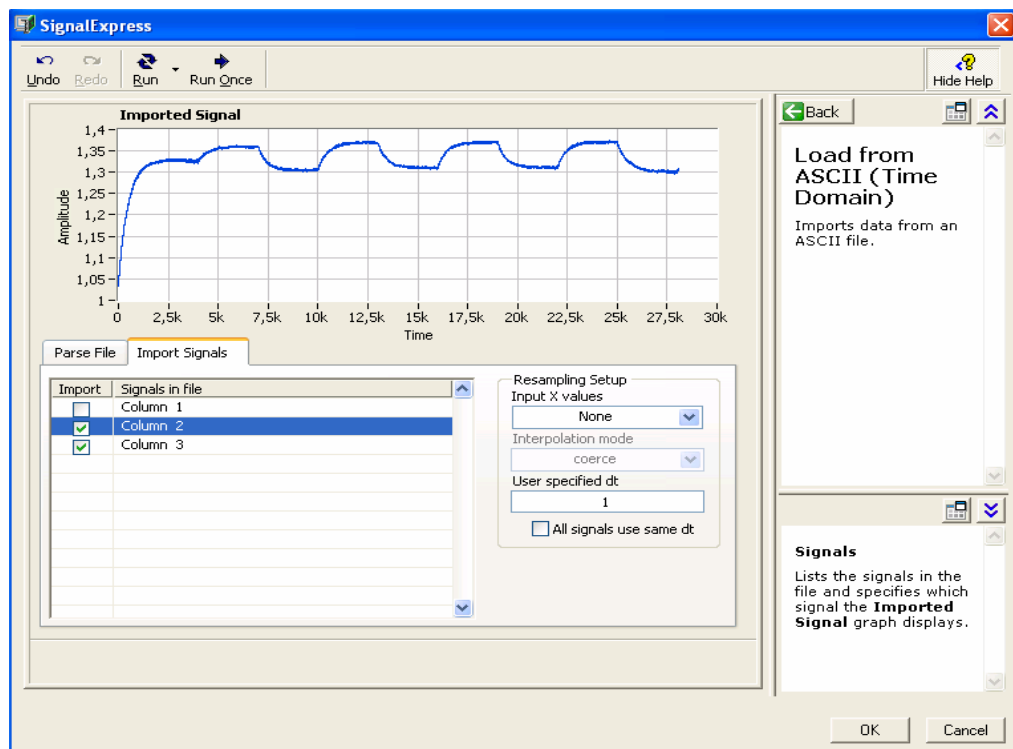 SignalExpress
Undo Redo Run Run Once Hide Help
Imported Signal
1,4
1,35
1,3
1,25
1,2
1,15
1,1
1,05
1
Amplitude
0 2,5k 5k 7,5k 10k 12,5k 15k 17,5k 20k 22,5k 25k 27,5k 30k
Time
Parse File Import Signals
Import Signals in file
Column 1
Column 2
Column 3
Resampling Setup
Input X values
None
Interpolation mode
coerce
User specified dt
1
All signals use same dt
Back
Load from
ASCII (Time
Domain)
Imports data from an
ASCII file.
Signals
Lists the signals in the
file and specifies which
signal the Imported
Signal graph displays.
OK Cancel